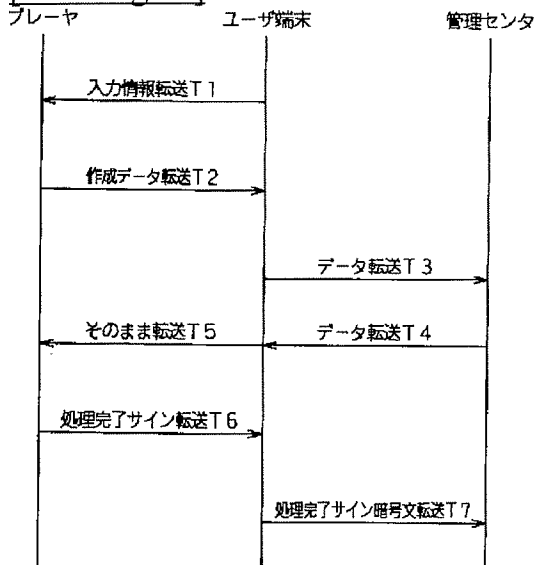 プレーヤ ユーザ端末 管理センタ
入力情報転送T1
作成データ転送T2
データ転送T3
そのまま転送T5 データ転送T4
処理完了サイン転送T6
処理完了サイン暗号文転送T7